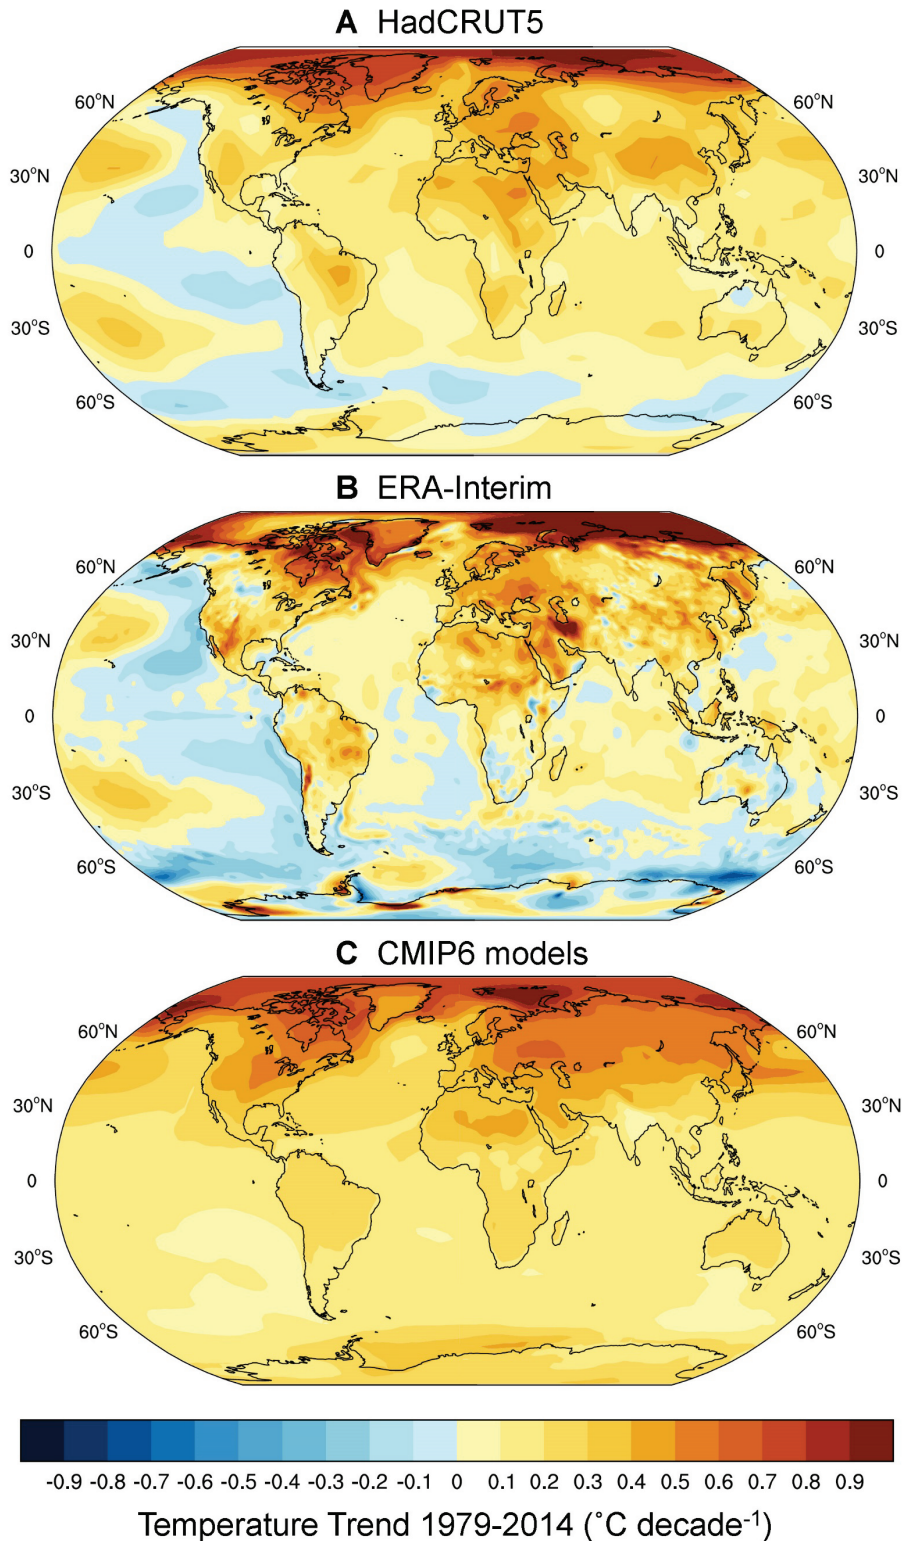 A HadCRUT5
60°N 60°N
30°N 30°N
0 0
30°S 30°S
60°S 60°S
B ERA-Interim
60°N 60°N
30°N 30°N
0 0
30°S 30°S
60°S 60°S
C CMIP6 models
60°N 60°N
30°N 30°N
0 0
30°S 30°S
60°S 60°S
-0.9 -0.8 -0.7 -0.6 -0.5 -0.4 -0.3 -0.2 -0.1 0 0.1 0.2 0.3 0.4 0.5 0.6 0.7 0.8 0.9
Temperature Trend 1979-2014 (˚C decade⁻¹)